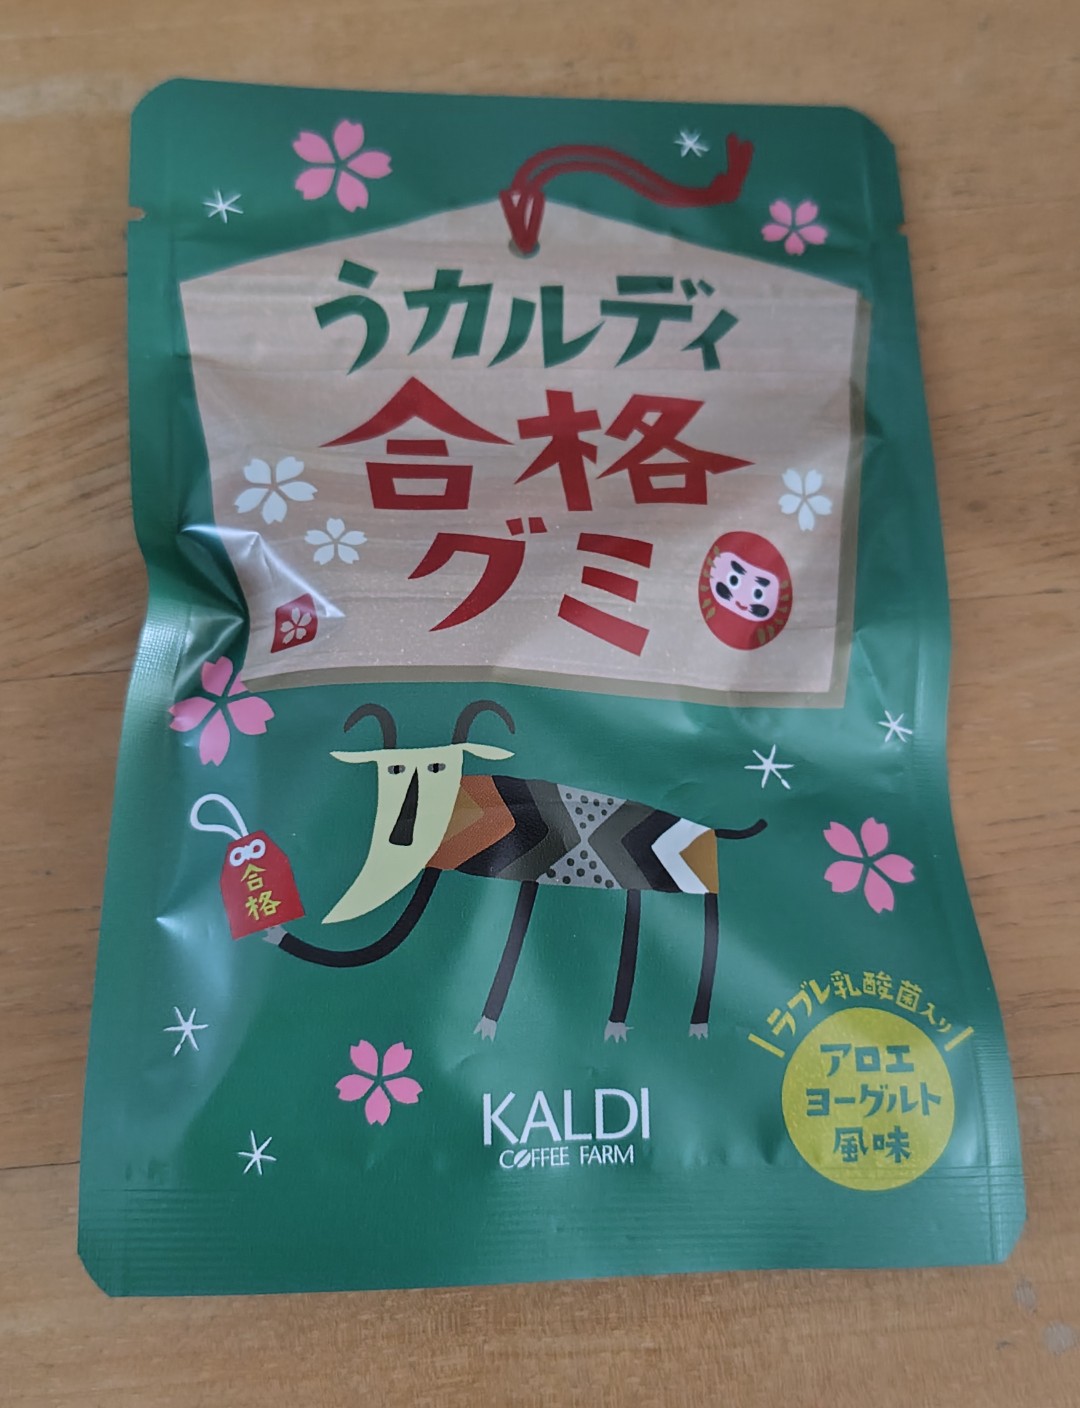 うカルディ
合格
グミ
合格
ラブレ乳酸菌入り
アロエ
ヨーグルト
風味
KALDI
COFFEE FARM